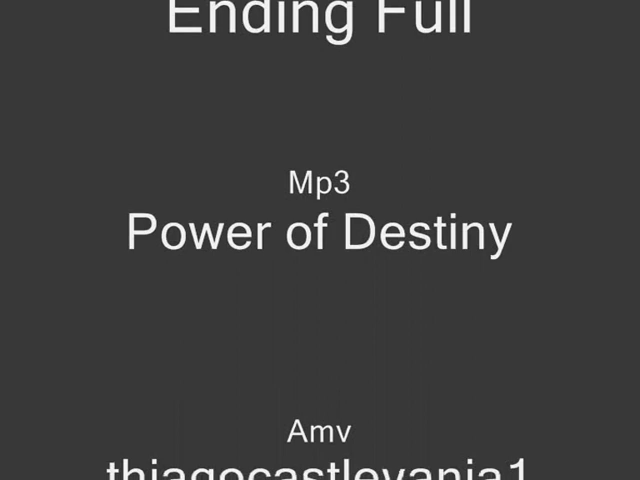 Ending Full
Mp3
Power of Destiny
Amv
thiagocastlevania1